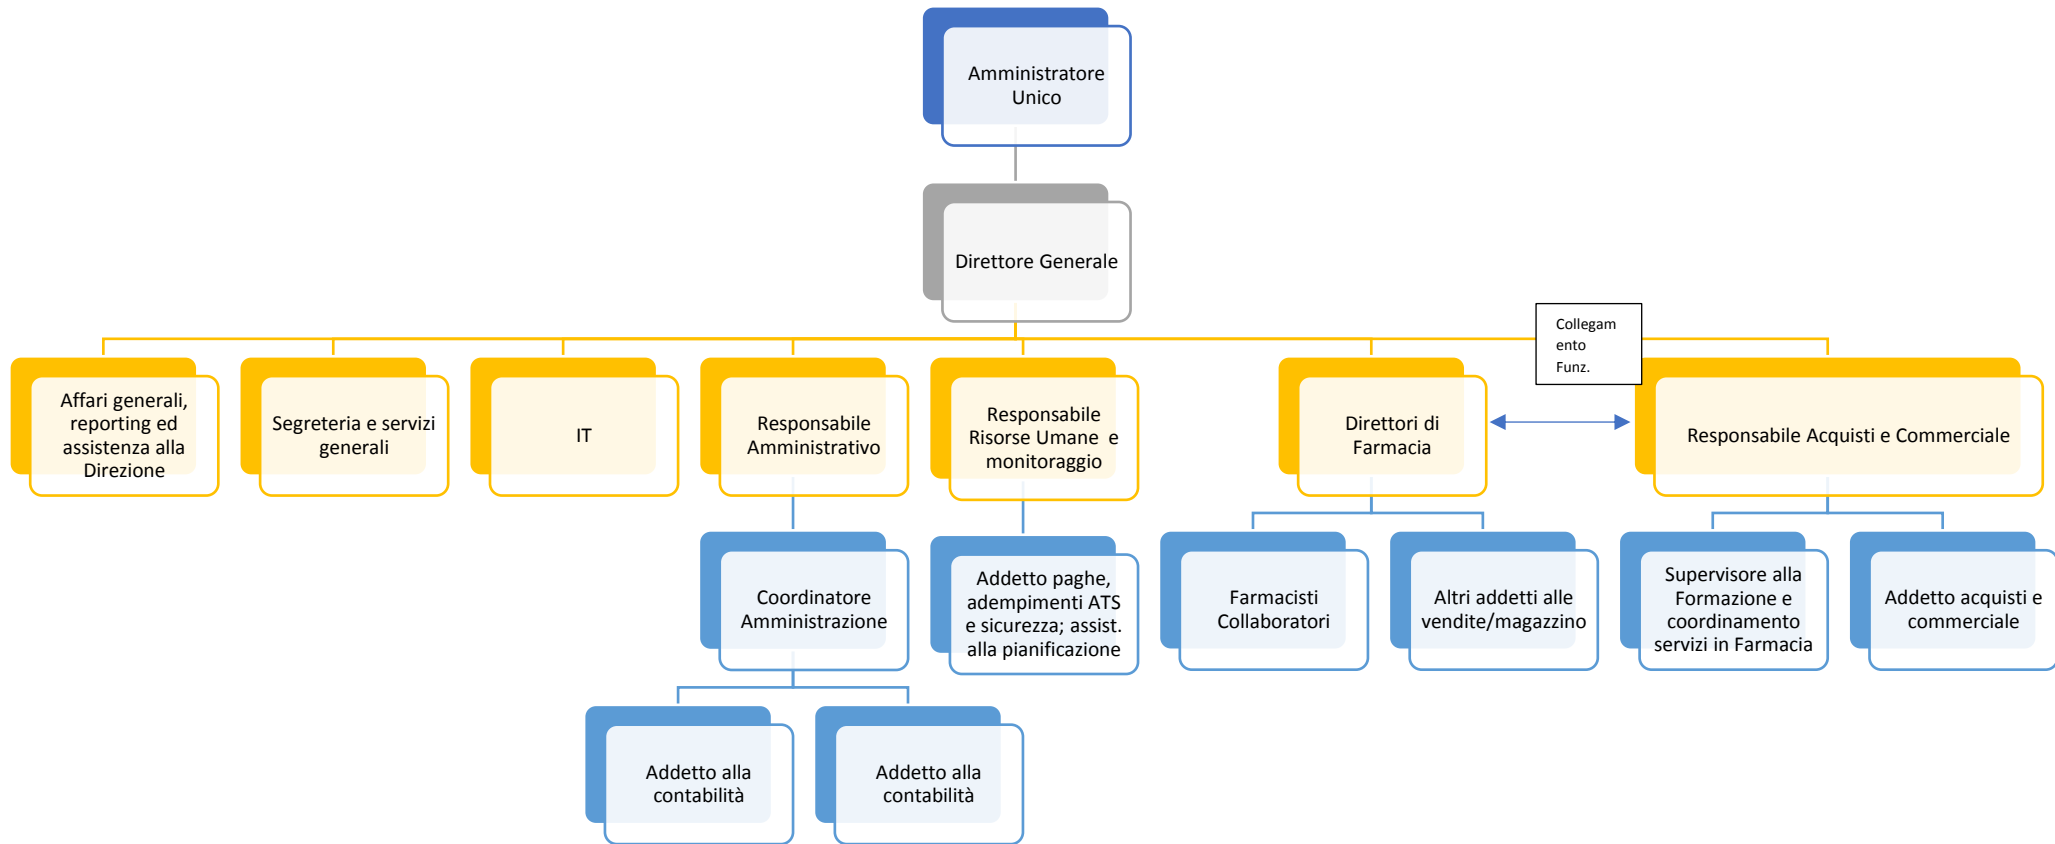 Amministratore
Unico
Direttore Generale
Collegam
ento
Funz.
Affari generali,
reporting ed
assistenza alla
Direzione
Segreteria e servizi
generali
IT
Responsabile
Amministrativo
Responsabile
Risorse Umane e
monitoraggio
Direttori di
Farmacia
Responsabile Acquisti e Commerciale
Coordinatore
Amministrazione
Addetto paghe,
adempimenti ATS
e sicurezza; assist.
alla pianificazione
Farmacisti
Collaboratori
Altri addetti alle
vendite/magazzino
Supervisore alla
Formazione e
coordinamento
servizi in Farmacia
Addetto acquisti e
commerciale
Addetto alla
contabilità
Addetto alla
contabilità